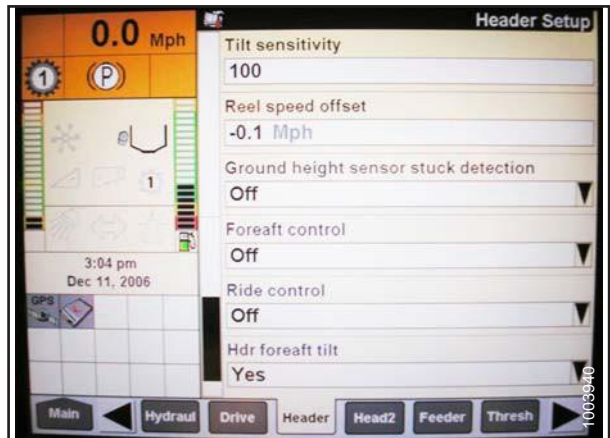 Header Setup
0.0 Mph
1
(P)
1
3:04 pm
Dec 11, 2006
GPS
Tilt sensitivity
100
Reel speed offset
-0.1 Mph
Ground height sensor stuck detection
Off
Foreaft control
Off
Ride control
Off
Hdr foreaft tilt
Yes
Main
Hydraul
Drive
Header
Head2
Feeder
Thresh
1003940